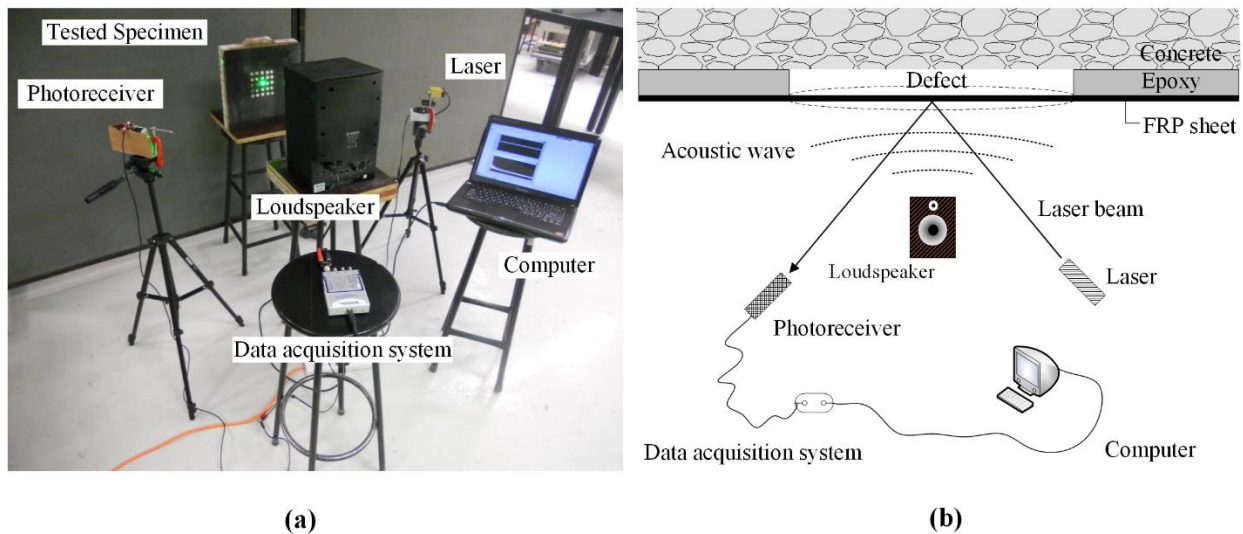 Tested Specimen
Photoreceiver
Laser
Loudspeaker
Computer
Data acquisition system
(a)
Concrete
Defect
Epoxy
FRP sheet
Acoustic wave
Laser beam
Loudspeaker
Laser
Photoreceiver
Data acquisition system
Computer
(b)